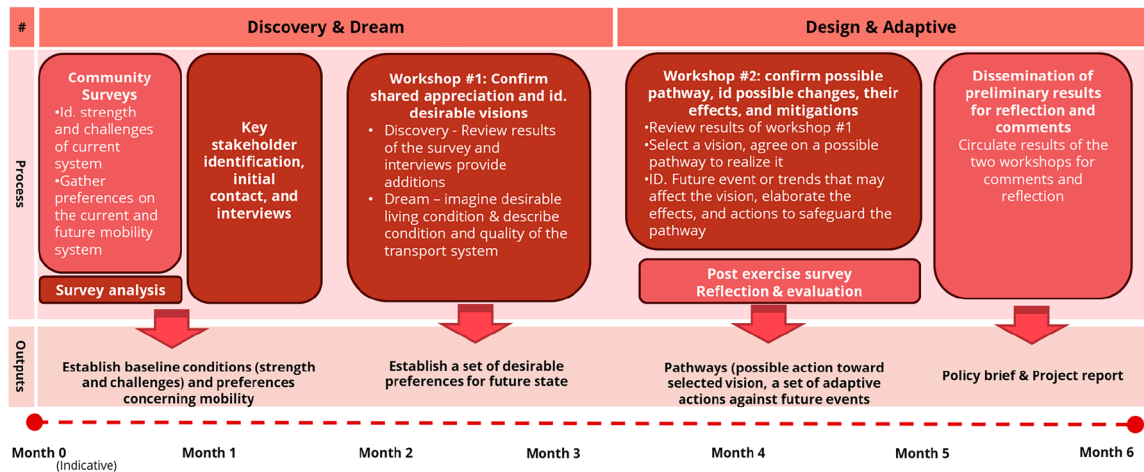 #
Discovery & Dream
Design & Adaptive
Process
Community
Surveys
•Id. strength
and challenges
of current
system
•Gather
preferences on
the current and
future mobility
system
Survey analysis
Key
stakeholder
identification,
initial
contact, and
interviews
Workshop #1: Confirm
shared appreciation and id.
desirable visions
• Discovery - Review results
of the survey and
interviews provide
additions
• Dream – imagine desirable
living condition & describe
condition and quality of the
transport system
Workshop #2: confirm possible
pathway, id possible changes, their
effects, and mitigations
•Review results of workshop #1
•Select a vision, agree on a possible
pathway to realize it
•ID. Future event or trends that may
affect the vision, elaborate the
effects, and actions to safeguard the
pathway
Post exercise survey
Reflection & evaluation
Dissemination of
preliminary results
for reflection and
comments
Circulate results of the
two workshops for
comments and
reflection
Outputs
Establish baseline conditions (strength
and challenges) and preferences
concerning mobility
Establish a set of desirable
preferences for future state
Pathways (possible action toward
selected vision, a set of adaptive
actions against future events
Policy brief & Project report
Month 0
(Indicative)
Month 1
Month 2
Month 3
Month 4
Month 5
Month 6